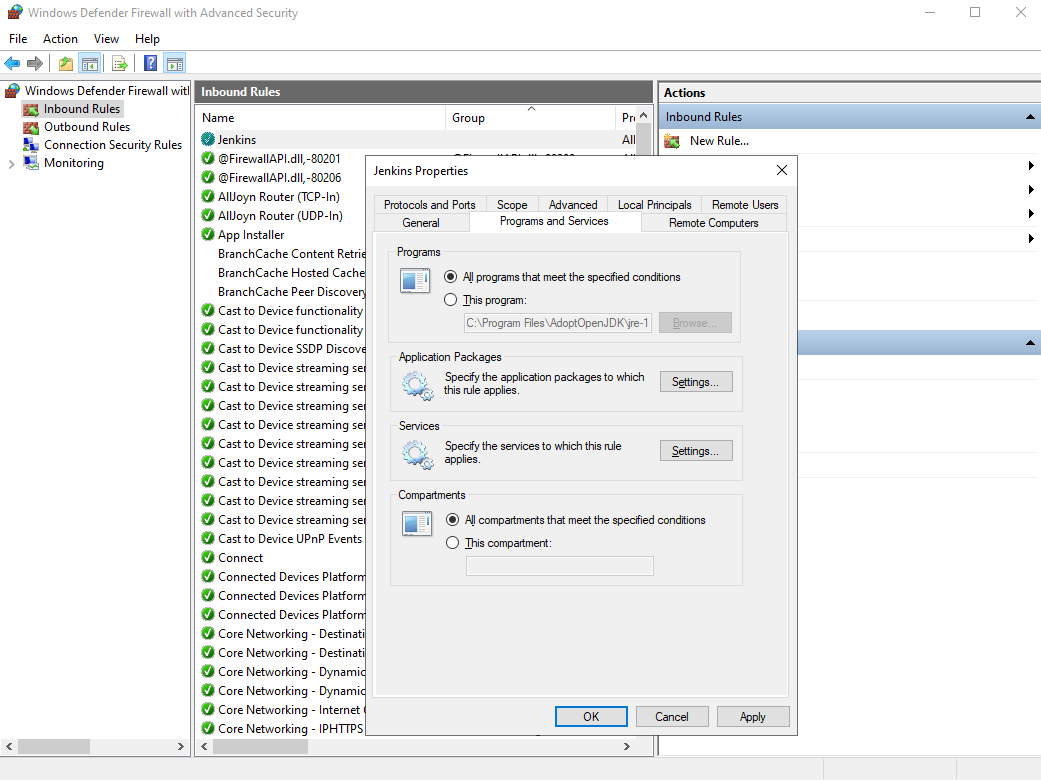 Windows Defender Firewall with Advanced Security
File Action View Help
Windows Defender Firewall with
Inbound Rules
Outbound Rules
Connection Security Rules
Monitoring
Inbound Rules
Name Group
Jenkins All
@FirewallAPI.dll,-80201
@FirewallAPI.dll,-80206
AllJoyn Router (TCP-In)
AllJoyn Router (UDP-In)
App Installer
BranchCache Content Retrie
BranchCache Hosted Cache
BranchCache Peer Discovery
Cast to Device functionality
Cast to Device functionality
Cast to Device SSDP Discove
Cast to Device streaming ser
Cast to Device streaming ser
Cast to Device streaming ser
Cast to Device streaming ser
Cast to Device streaming ser
Cast to Device streaming ser
Cast to Device streaming ser
Cast to Device streaming ser
Cast to Device streaming ser
Cast to Device UPnP Events
Connect
Connected Devices Platform
Connected Devices Platform
Connected Devices Platform
Core Networking - Destinati
Core Networking - Destinati
Core Networking - Dynamic
Core Networking - Dynamic
Core Networking - Internet
Core Networking - IPHTTPS
Actions
Inbound Rules
New Rule...
Jenkins Properties
Protocols and Ports Scope Advanced Local Principals Remote Users
General Programs and Services Remote Computers
Programs
All programs that meet the specified conditions
This program:
C:\Program Files\AdoptOpenJDK\jre-1 Browse...
Application Packages
Specify the application packages to which
this rule applies.
Settings...
Services
Specify the services to which this rule
applies.
Settings...
Compartments
All compartments that meet the specified conditions
This compartment:
OK Cancel Apply